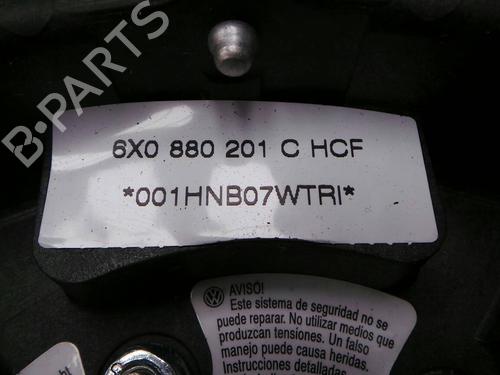 6X0 880 201 C HCF
*001HNB07WTRI*
B-PARTS
AVISO!
Este sistema de seguridad no se
puede reparar. No utilizar medios que
produzcan tensiones. Un falso
manejo puede causa heridas.
Instrucciones detalladas